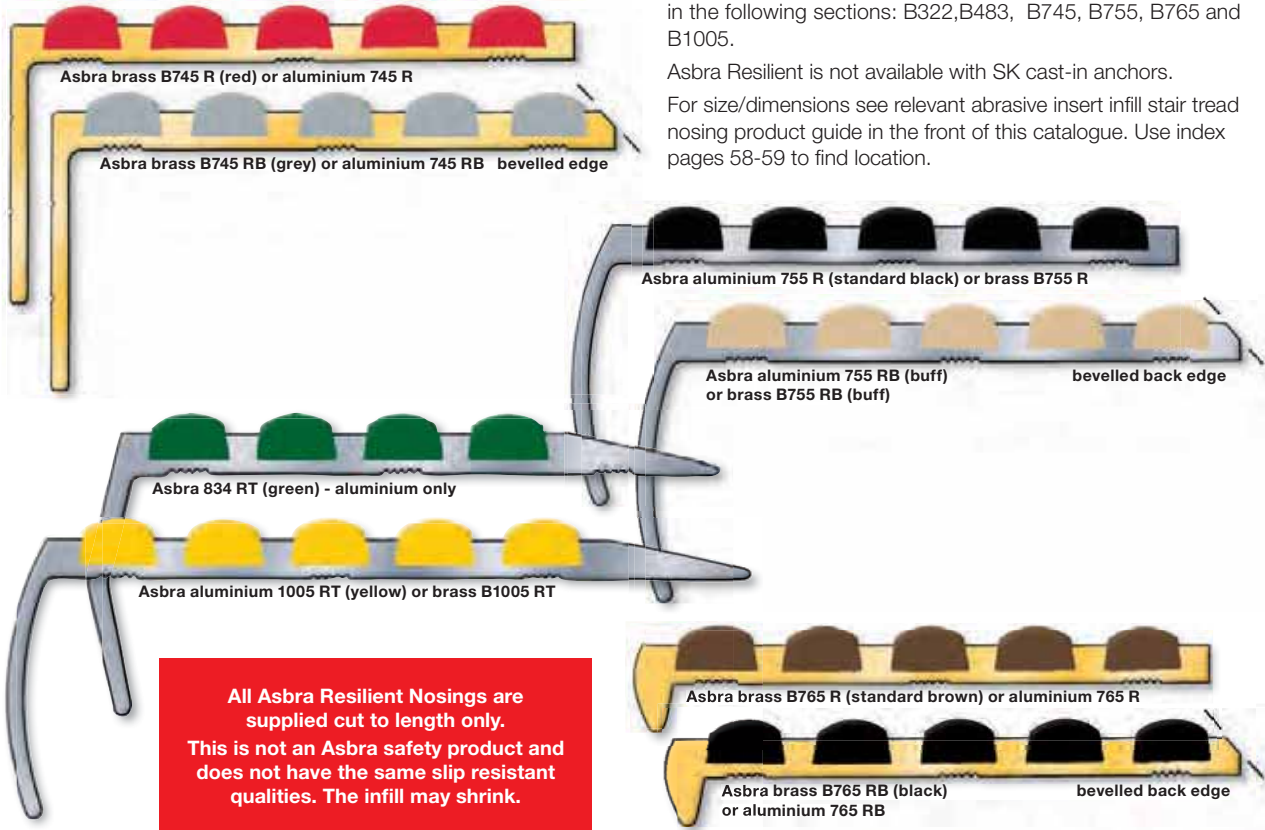 in the following sections: B322,B483, B745, B755, B765 and
B1005.
Asbra Resilient is not available with SK cast-in anchors.
For size/dimensions see relevant abrasive insert infill stair tread
nosing product guide in the front of this catalogue. Use index
pages 58-59 to find location.
Asbra brass B745 R (red) or aluminium 745 R
Asbra brass B745 RB (grey) or aluminium 745 RB bevelled edge
Asbra aluminium 755 R (standard black) or brass B755 R
Asbra aluminium 755 RB (buff) bevelled back edge
or brass B755 RB (buff)
Asbra 834 RT (green) - aluminium only
Asbra aluminium 1005 RT (yellow) or brass B1005 RT
All Asbra Resilient Nosings are
supplied cut to length only.
This is not an Asbra safety product and
does not have the same slip resistant
qualities. The infill may shrink.
Asbra brass B765 R (standard brown) or aluminium 765 R
Asbra brass B765 RB (black) bevelled back edge
or aluminium 765 RB